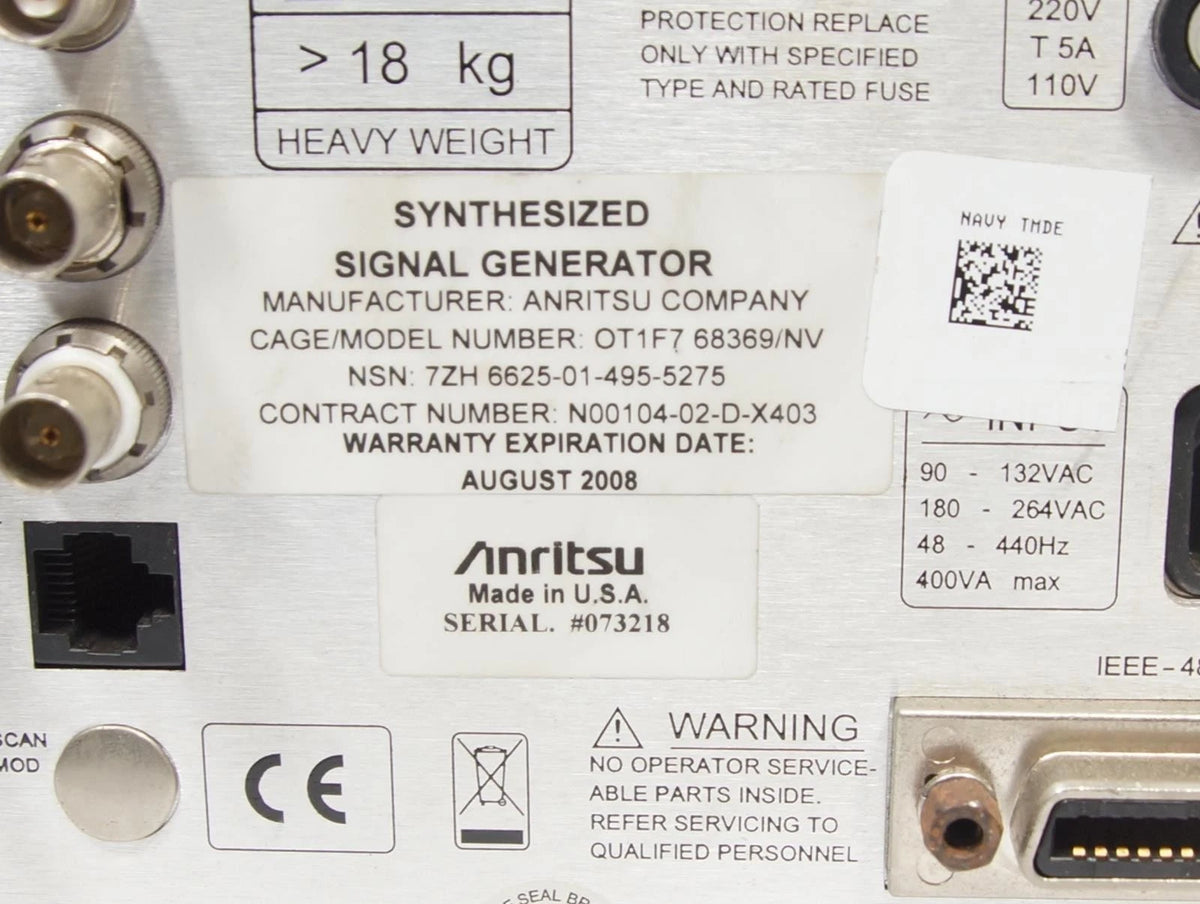 > 18 kg
HEAVY WEIGHT
PROTECTION REPLACE
ONLY WITH SPECIFIED
TYPE AND RATED FUSE
220V
T 5A
110V
SYNTHESIZED
SIGNAL GENERATOR
MANUFACTURER: ANRITSU COMPANY
CAGE/MODEL NUMBER: OT1F7 68369/NV
NSN: 7ZH 6625-01-495-5275
CONTRACT NUMBER: N00104-02-D-X403
WARRANTY EXPIRATION DATE:
AUGUST 2008
NAVY TMDE
90 - 132VAC
180 - 264VAC
48 - 440Hz
400VA max
Anritsu
Made in U.S.A.
SERIAL. #073218
IEEE-48
SCAN
MOD
CE
WARNING
NO OPERATOR SERVICE-
ABLE PARTS INSIDE.
REFER SERVICING TO
QUALIFIED PERSONNEL
SEAL BR